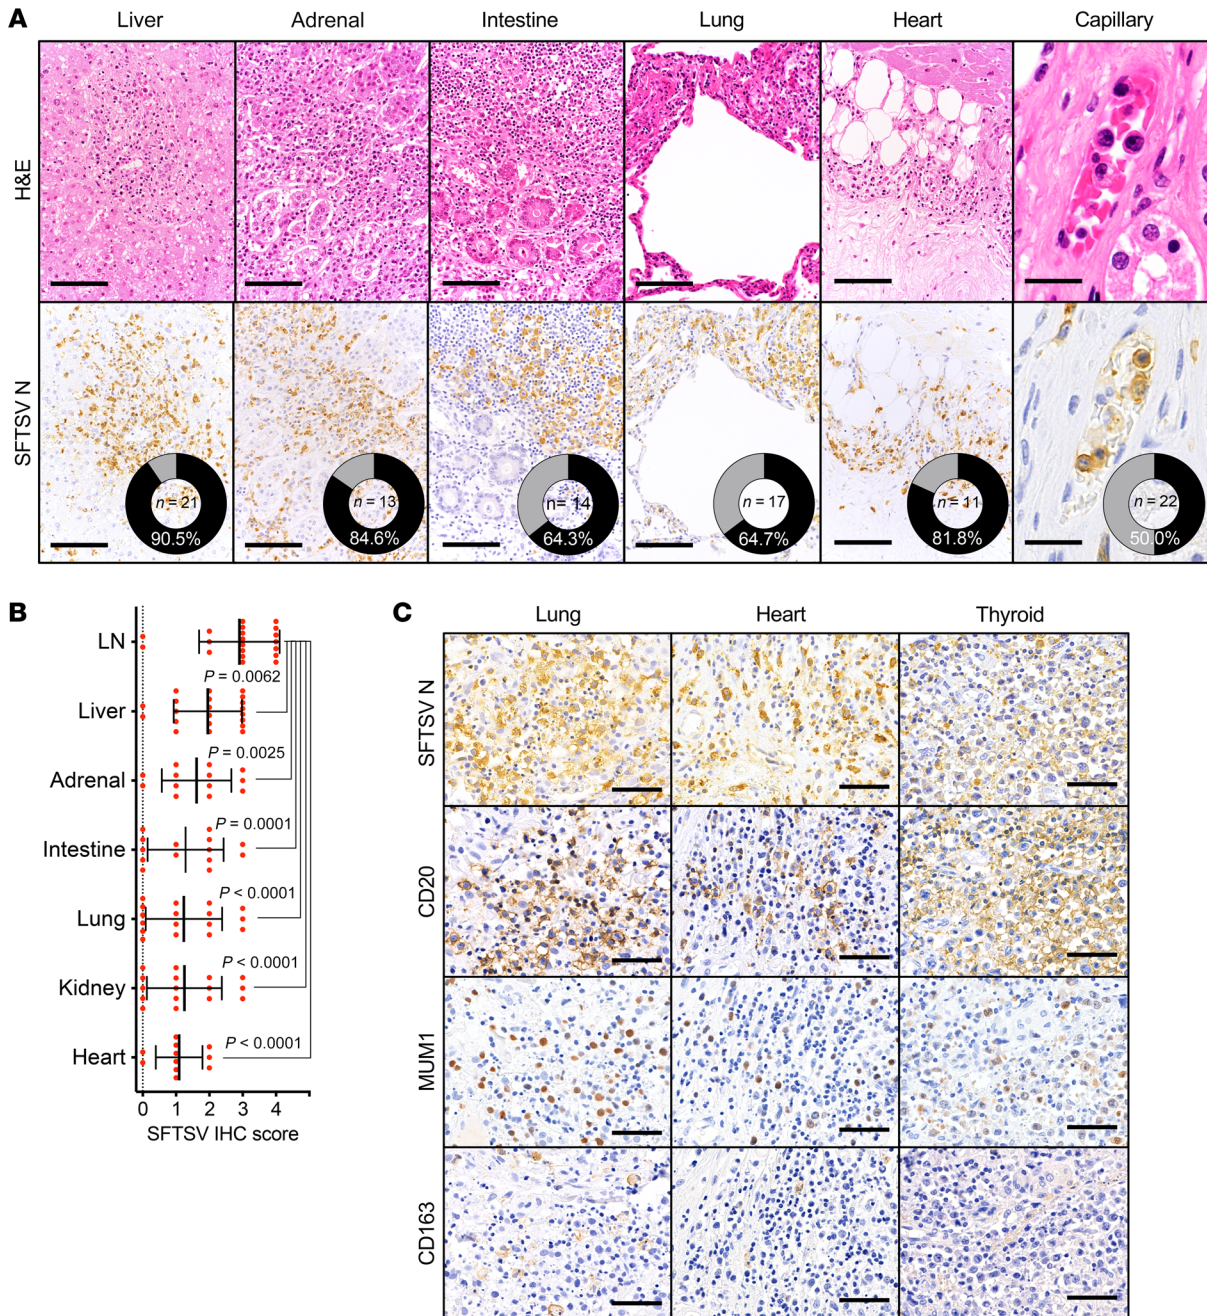 A
Liver Adrenal Intestine Lung Heart Capillary
H&E
SFTSV N
n = 21 n = 13 n= 14 n = 17 n = 11 n = 22
90.5% 84.6% 64.3% 64.7% 81.8% 50.0%
B
LN
P = 0.0062
Liver
P = 0.0025
Adrenal
P = 0.0001
Intestine
P < 0.0001
Lung
P < 0.0001
Kidney
P < 0.0001
Heart
0 1 2 3 4
SFTSV IHC score
C
Lung Heart Thyroid
SFTSV N
CD20
MUM1
CD163